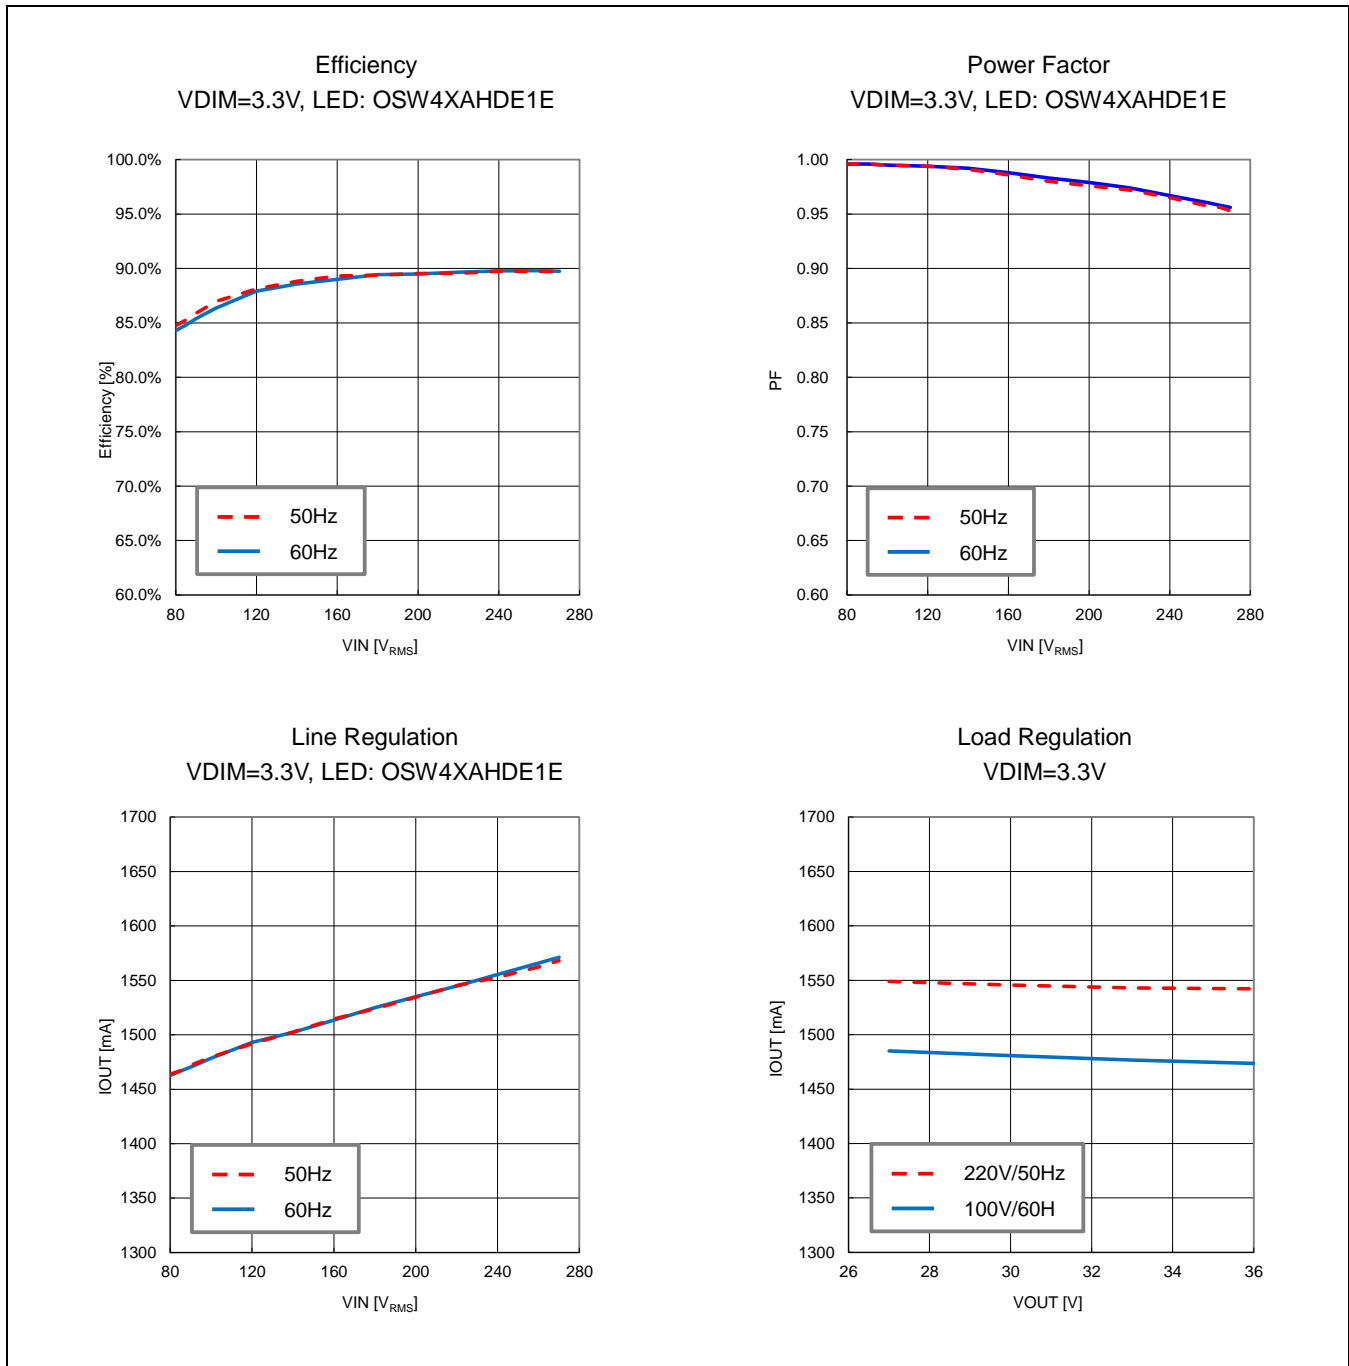 Efficiency
VDIM=3.3V, LED: OSW4XAHDE1E
100.0%
95.0%
90.0%
85.0%
80.0%
75.0%
70.0%
65.0%
60.0%
Efficiency [%]
50Hz
60Hz
80 120 160 200 240 280
VIN [VRMS]
Power Factor
VDIM=3.3V, LED: OSW4XAHDE1E
1.00
0.95
0.90
0.85
0.80
0.75
0.70
0.65
0.60
PF
50Hz
60Hz
80 120 160 200 240 280
VIN [VRMS]
Line Regulation
VDIM=3.3V, LED: OSW4XAHDE1E
1700
1650
1600
1550
1500
1450
1400
1350
1300
IOUT [mA]
50Hz
60Hz
80 120 160 200 240 280
VIN [VRMS]
Load Regulation
VDIM=3.3V
1700
1650
1600
1550
1500
1450
1400
1350
1300
IOUT [mA]
220V/50Hz
100V/60H
26 28 30 32 34 36
VOUT [V]